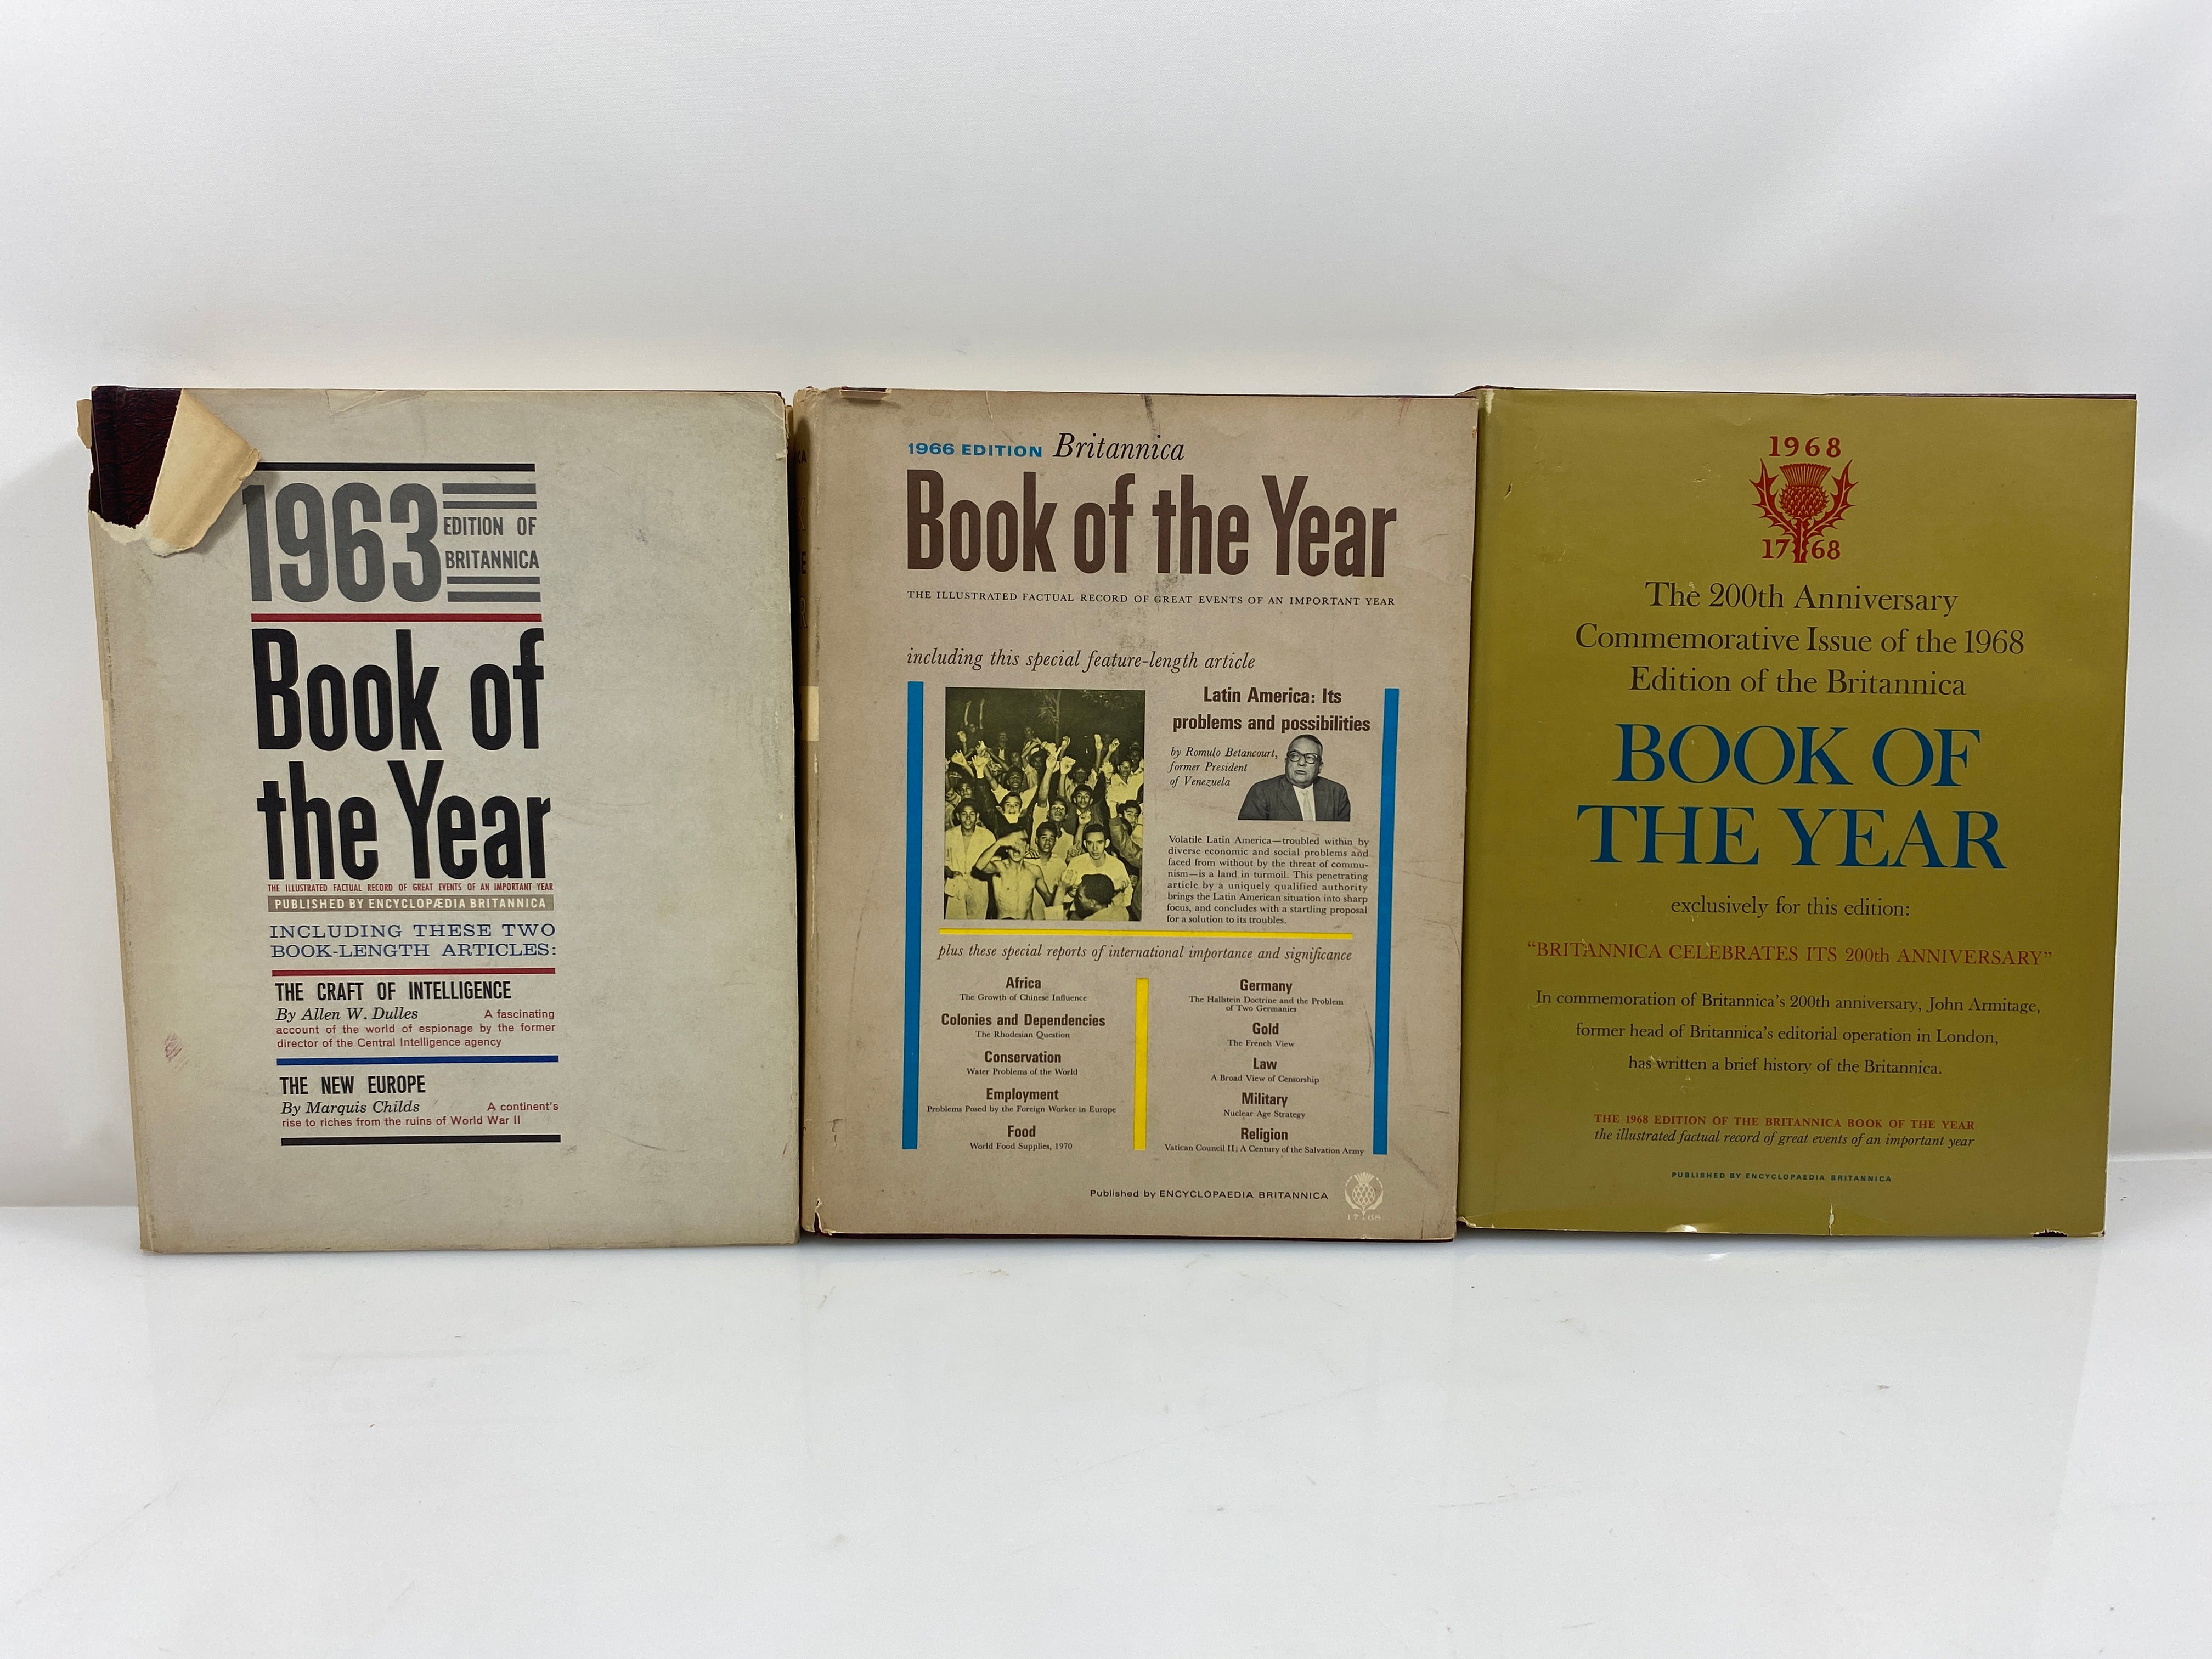 1963
EDITION OF
BRITANNICA
Book of
the Year
THE ILLUSTRATED FACTUAL RECORD OF GREAT EVENTS OF AN IMPORTANT YEAR
PUBLISHED BY ENCYCLOPÆDIA BRITANNICA
INCLUDING THESE TWO
BOOK-LENGTH ARTICLES:
THE CRAFT OF INTELLIGENCE
By Allen W. Dulles A fascinating
account of the world of espionage by the former
director of the Central Intelligence agency
THE NEW EUROPE
By Marquis Childs A continent's
rise to riches from the ruins of World War II
1966 EDITION Britannica
Book of the Year
THE ILLUSTRATED FACTUAL RECORD OF GREAT EVENTS OF AN IMPORTANT YEAR
including this special feature-length article
Latin America: Its
problems and possibilities
by Romulo Betancourt,
former President
of Venezuela
Volatile Latin America—troubled within by
diverse economic and social problems and
faced from without by the threat of commu-
nism—is a land in turmoil. This penetrating
article by a uniquely qualified authority
brings the Latin American situation into sharp
focus, and concludes with a startling proposal
for a solution to its troubles.
plus these special reports of international importance and significance
Africa
The Growth of Chinese Influence
Colonies and Dependencies
The Rhodesian Question
Conservation
Water Problems of the World
Employment
Problems Posed by the Foreign Worker in Europe
Food
World Food Supplies, 1970
Germany
The Hallstein Doctrine and the Problem
of Two Germanies
Gold
The French View
Law
A Broad View of Censorship
Military
Nuclear Age Strategy
Religion
Vatican Council II; A Century of the Salvation Army
Published by ENCYCLOPAEDIA BRITANNICA
1768
1968
1768
The 200th Anniversary
Commemorative Issue of the 1968
Edition of the Britannica
BOOK OF
THE YEAR
exclusively for this edition:
"BRITANNICA CELEBRATES ITS 200th ANNIVERSARY"
In commemoration of Britannica's 200th anniversary, John Armitage,
former head of Britannica's editorial operation in London,
has written a brief history of the Britannica.
THE 1968 EDITION OF THE BRITANNICA BOOK OF THE YEAR
the illustrated factual record of great events of an important year
PUBLISHED BY ENCYCLOPAEDIA BRITANNICA